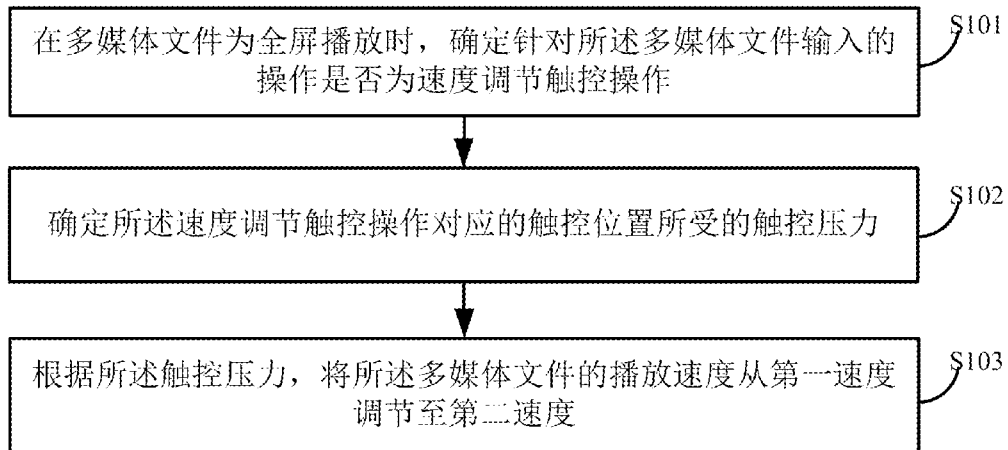 在多媒体文件为全屏播放时，确定针对所述多媒体文件输入的
操作是否为速度调节触控操作
S101
确定所述速度调节触控操作对应的触控位置所受的触控压力
S102
根据所述触控压力，将所述多媒体文件的播放速度从第一速度
调节至第二速度
S103